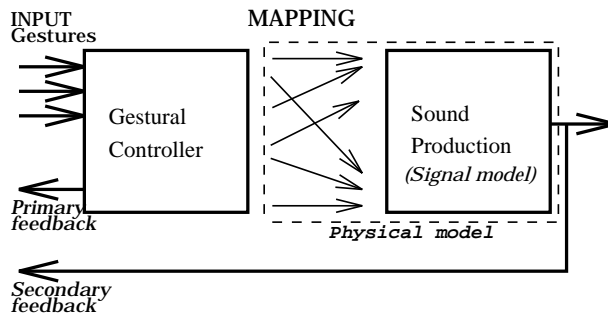 INPUT
Gestures
MAPPING
Gestural
Controller
Sound
Production
(Signal model)
Primary
feedback
Physical model
Secondary
feedback